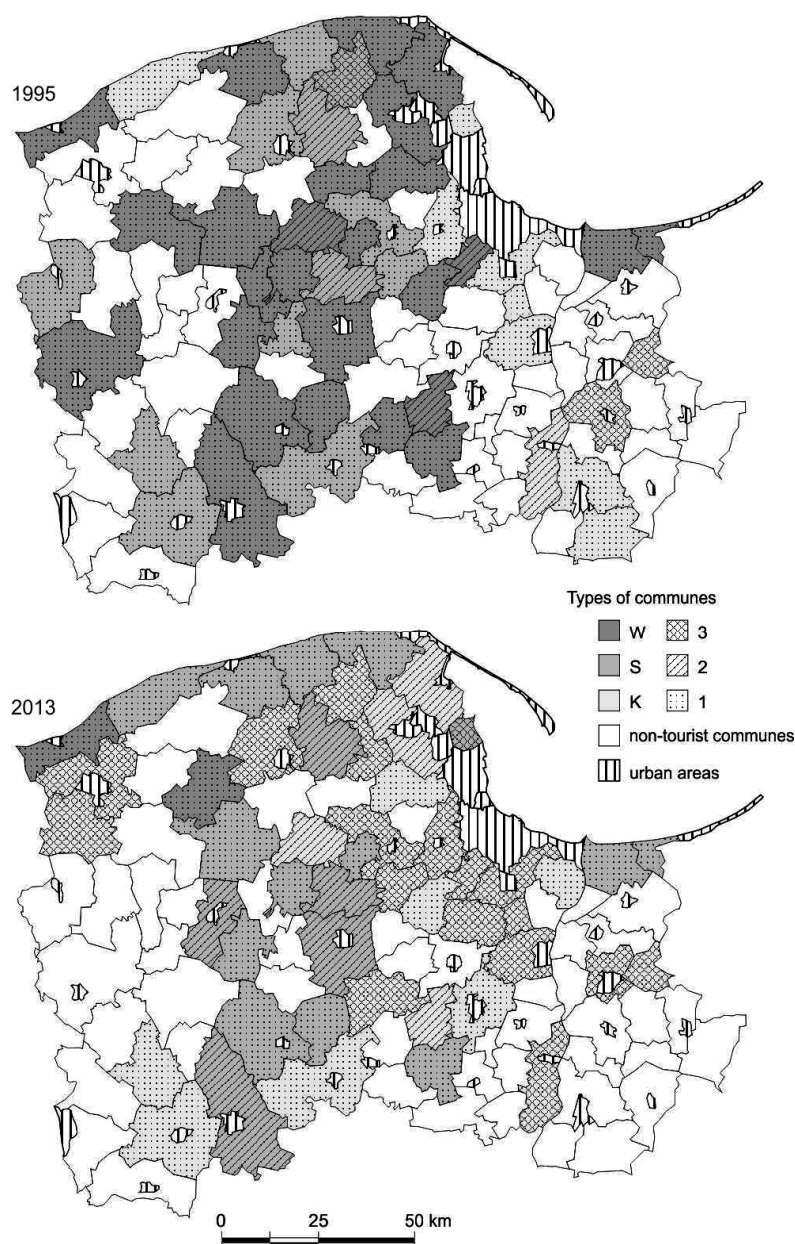 1995
Types of communes
W 3
S 2
K 1
non-tourist communes
urban areas
2013
0 25 50 km